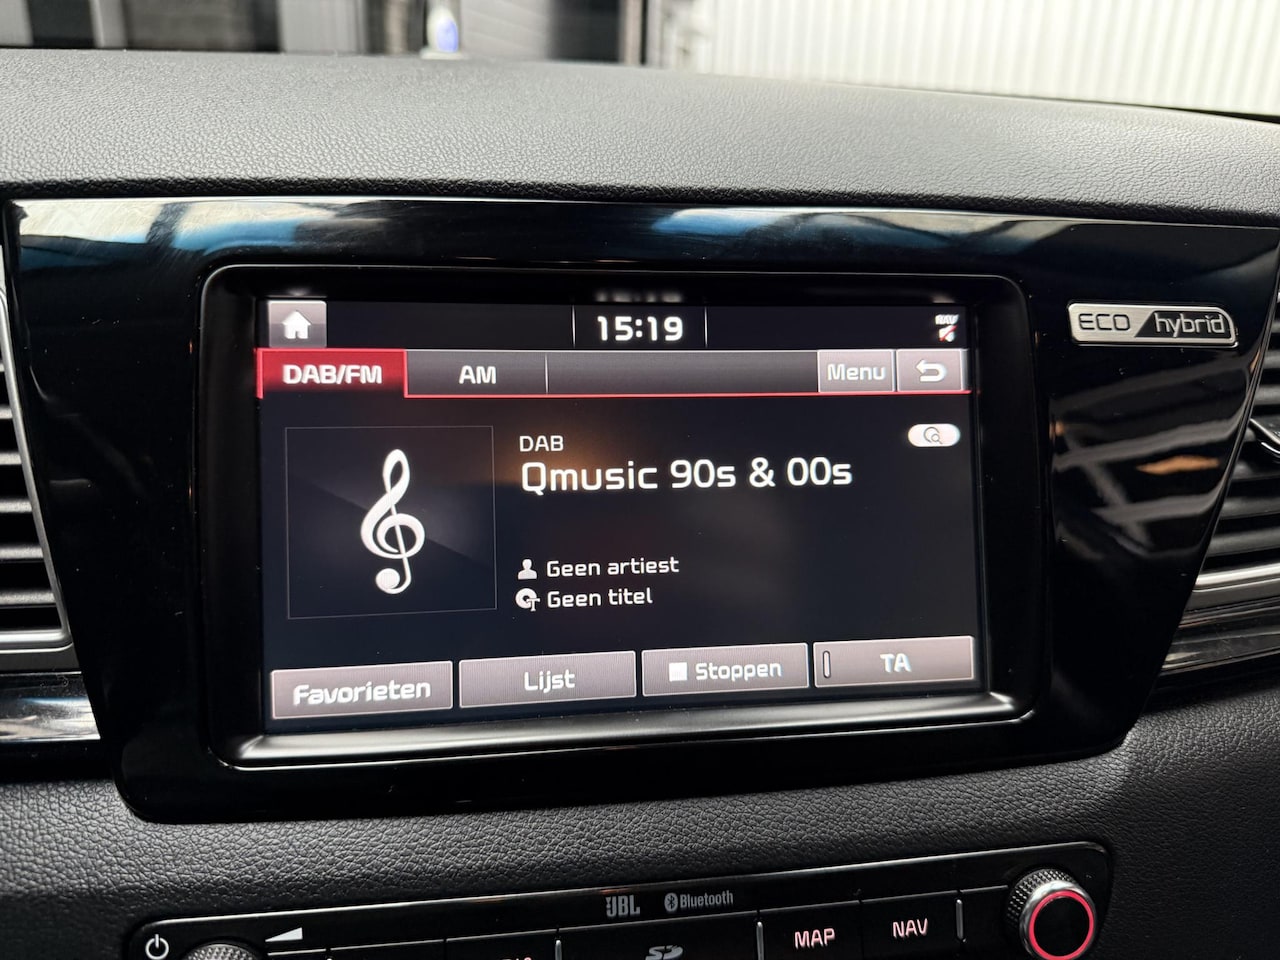 15:19
ECO hybrid
DAB/FM
AM
Menu
DAB
Qmusic 90s & 00s
Geen artiest
Geen titel
Favorieten
Lijst
Stoppen
TA
JBL
Bluetooth
MAP
NAV
SD